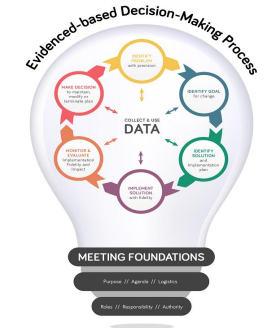 Evidenced-based Decision-Making Process
IDENTIFY
PROBLEM
with precision
IDENTIFY GOAL
for change
IDENTIFY
SOLUTION
and
implementation
plan
IMPLEMENT
SOLUTION
with fidelity
MONITOR &
EVALUATE
implementation
fidelity and
impact
MAKE DECISION
to maintain,
modify or
terminate plan
COLLECT & USE
DATA
MEETING FOUNDATIONS
Purpose // Agenda // Logistics
Roles // Responsibility // Authority